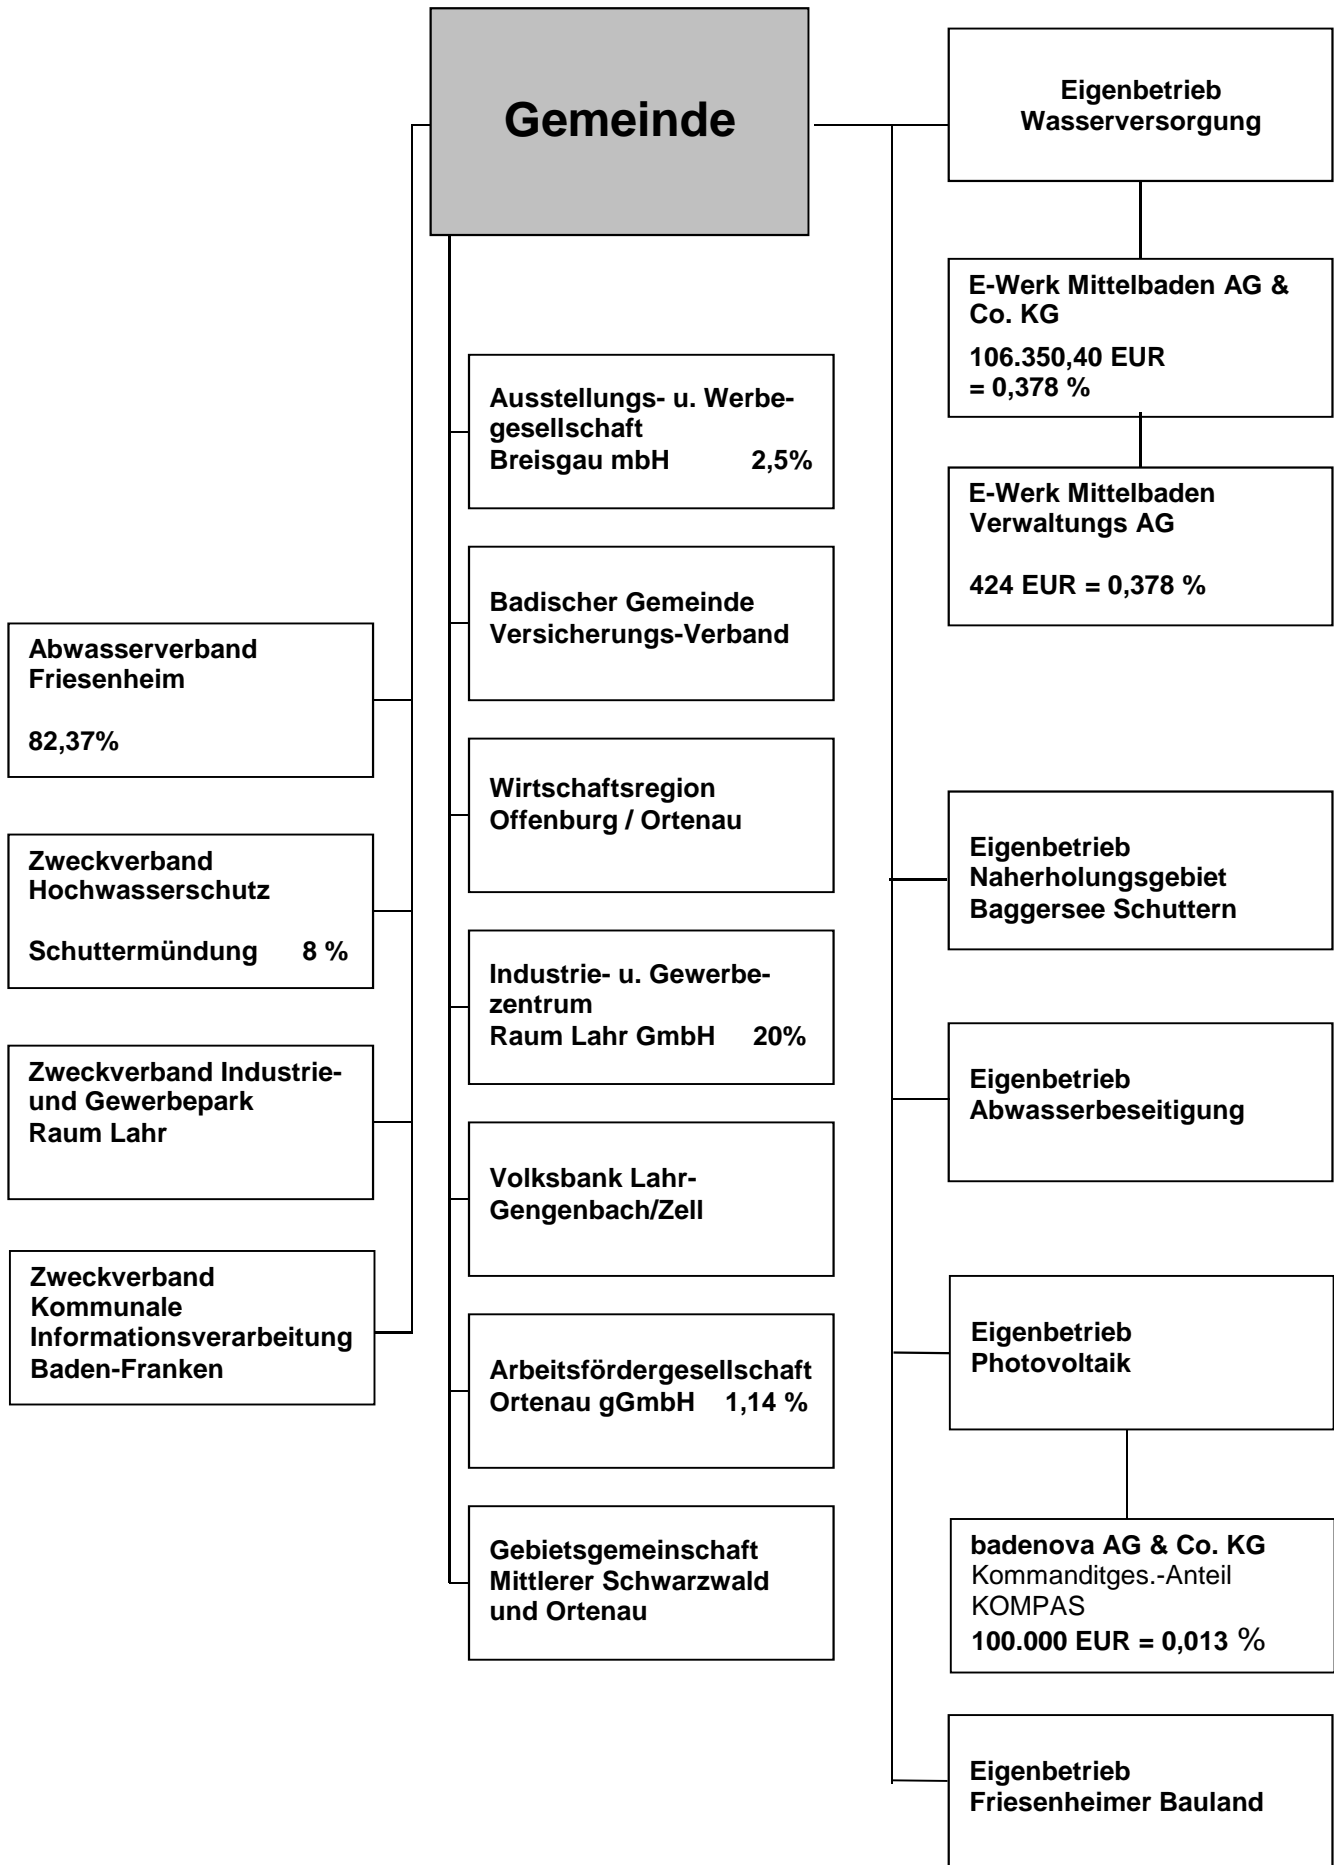 Gemeinde
Abwasserverband
Friesenheim
82,37%
Zweckverband
Hochwasserschutz
Schuttermündung 8 %
Zweckverband Industrie-
und Gewerbepark
Raum Lahr
Zweckverband
Kommunale
Informationsverarbeitung
Baden-Franken
Ausstellungs- u. Werbe-
gesellschaft
Breisgau mbH 2,5%
Badischer Gemeinde
Versicherungs-Verband
Wirtschaftsregion
Offenburg / Ortenau
Industrie- u. Gewerbe-
zentrum
Raum Lahr GmbH 20%
Volksbank Lahr-
Gengenbach/Zell
Arbeitsfördergesellschaft
Ortenau gGmbH 1,14 %
Gebietsgemeinschaft
Mittlerer Schwarzwald
und Ortenau
Eigenbetrieb
Wasserversorgung
E-Werk Mittelbaden AG &
Co. KG
106.350,40 EUR
= 0,378 %
E-Werk Mittelbaden
Verwaltungs AG
424 EUR = 0,378 %
Eigenbetrieb
Naherholungsgebiet
Baggersee Schuttern
Eigenbetrieb
Abwasserbeseitigung
Eigenbetrieb
Photovoltaik
badenova AG & Co. KG
Kommanditges.-Anteil
KOMPAS
100.000 EUR = 0,013 %
Eigenbetrieb
Friesenheimer Bauland